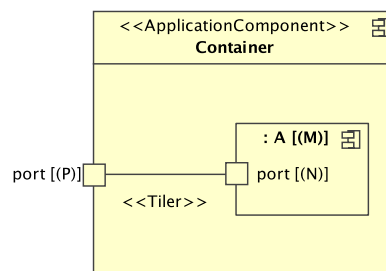 <<ApplicationComponent>>
Container
: A [(M)]
port [(P)]
port [(N)]
<<Tiler>>